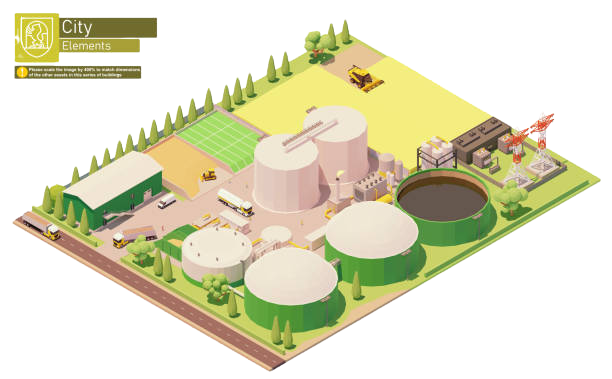 City
Elements
Please scale the image by 400% to match dimensions
of the other assets in this series of buildings